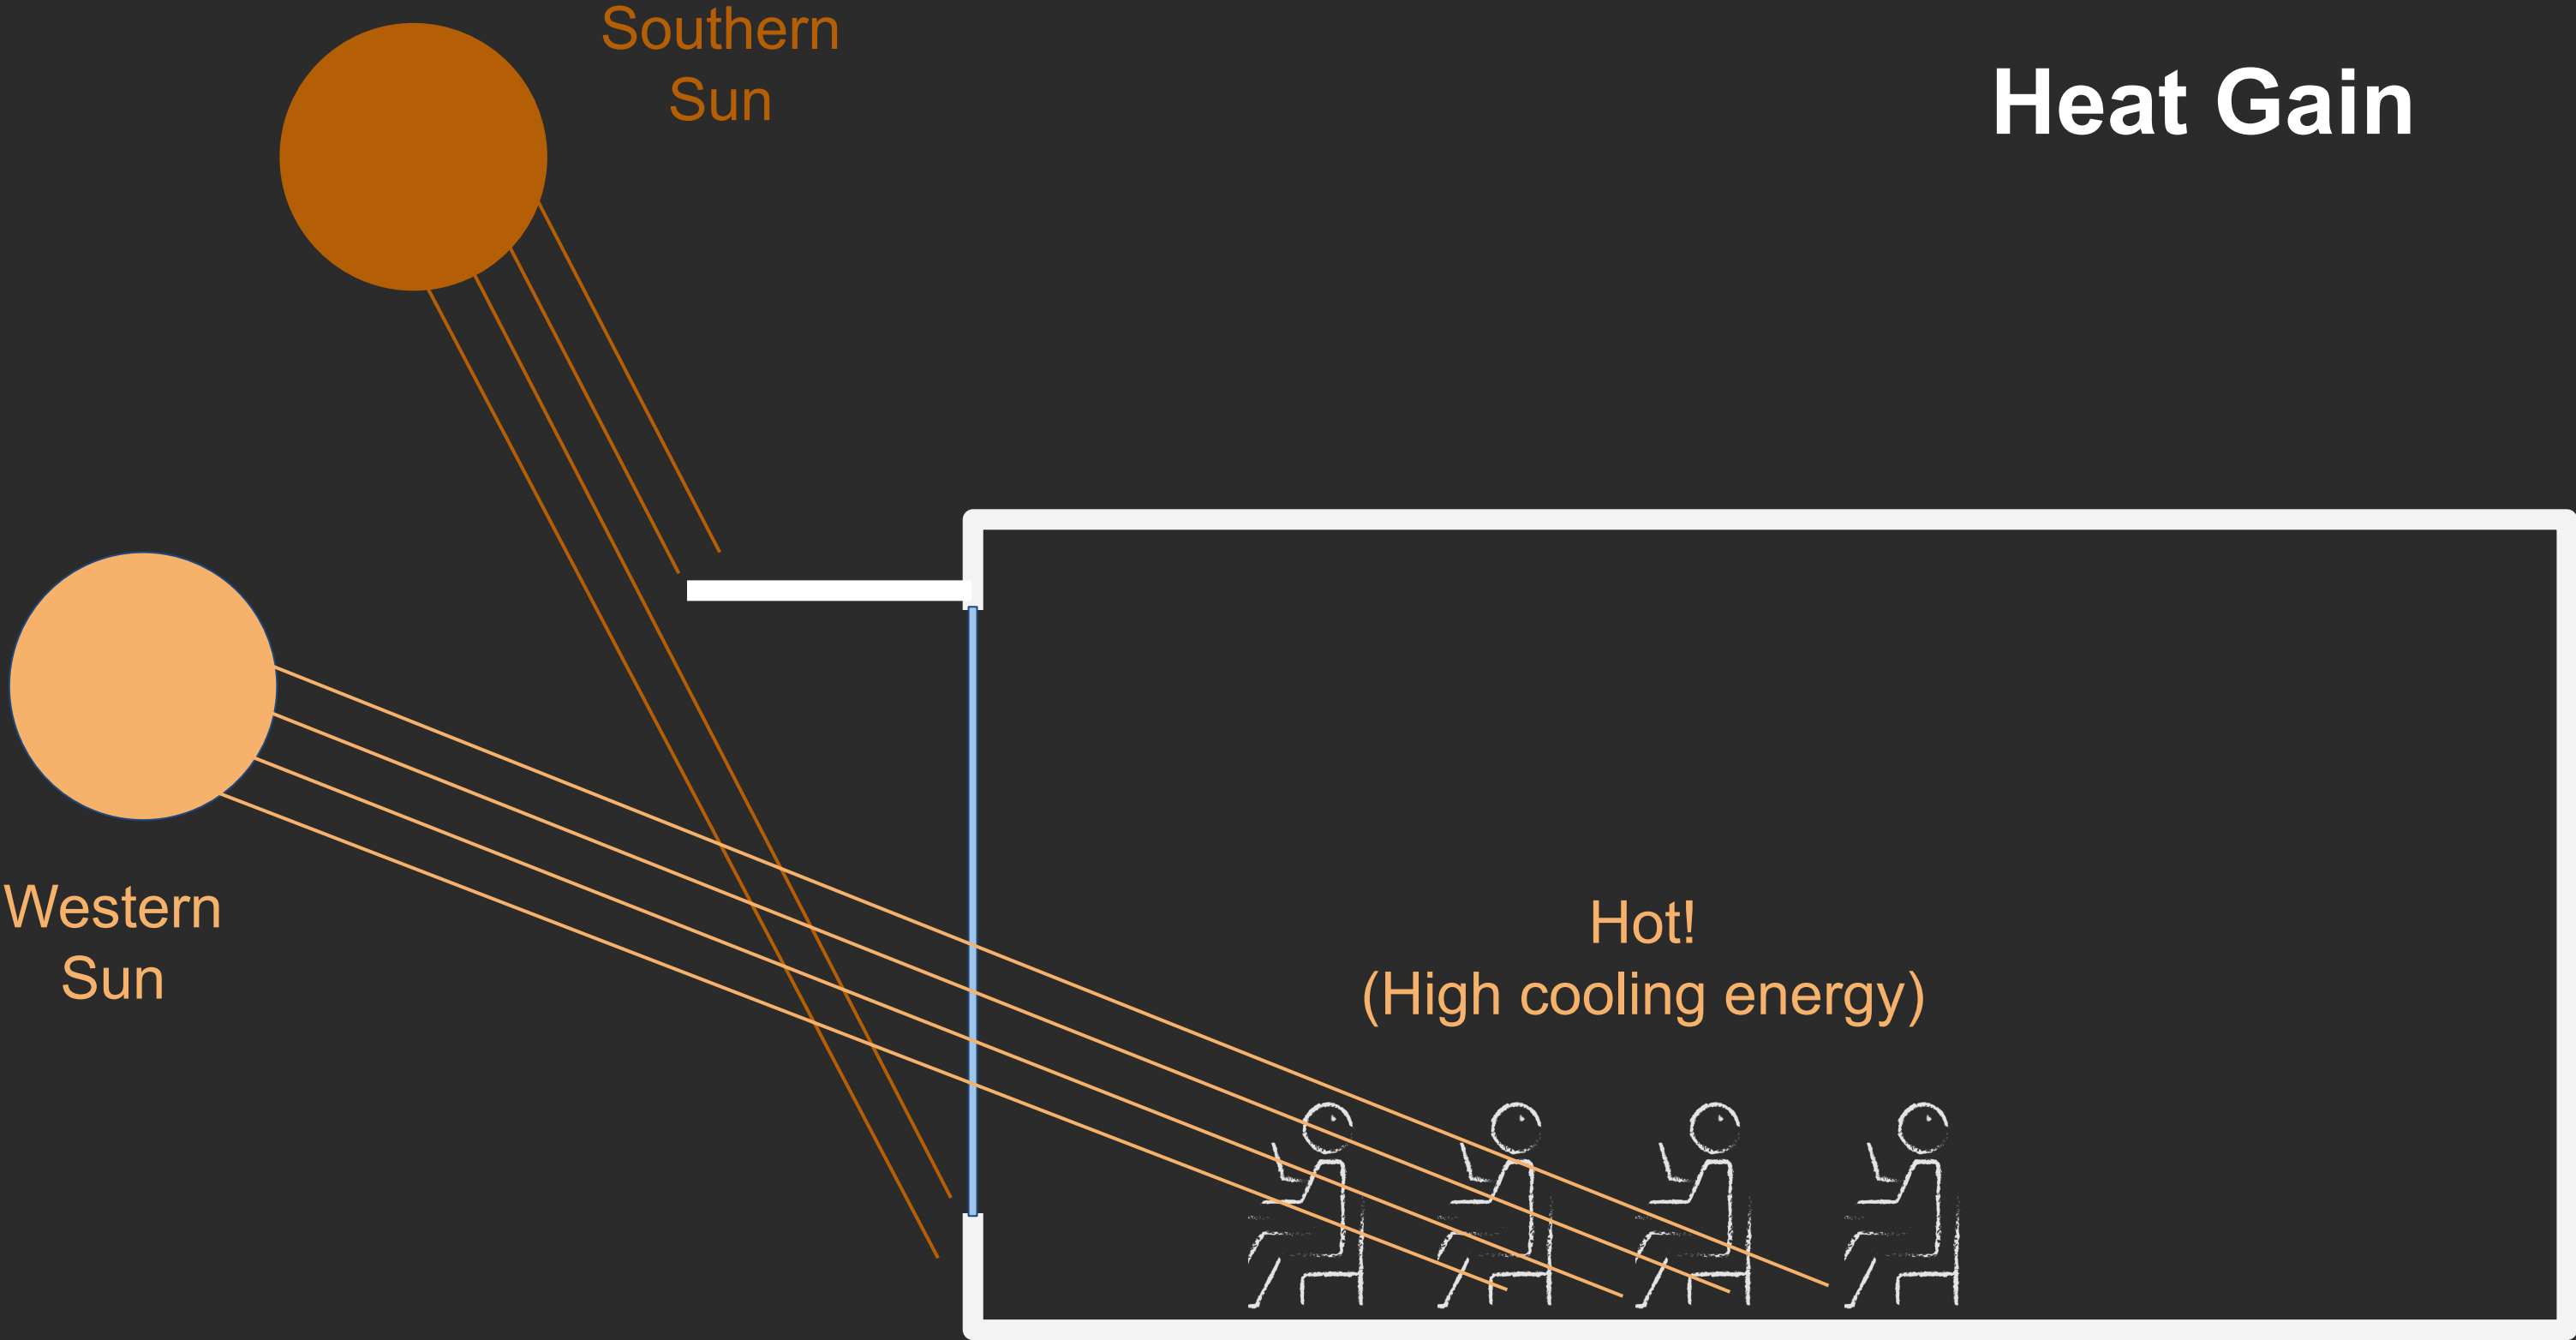 Southern
Sun
Heat Gain
Western
Sun
Hot!
(High cooling energy)